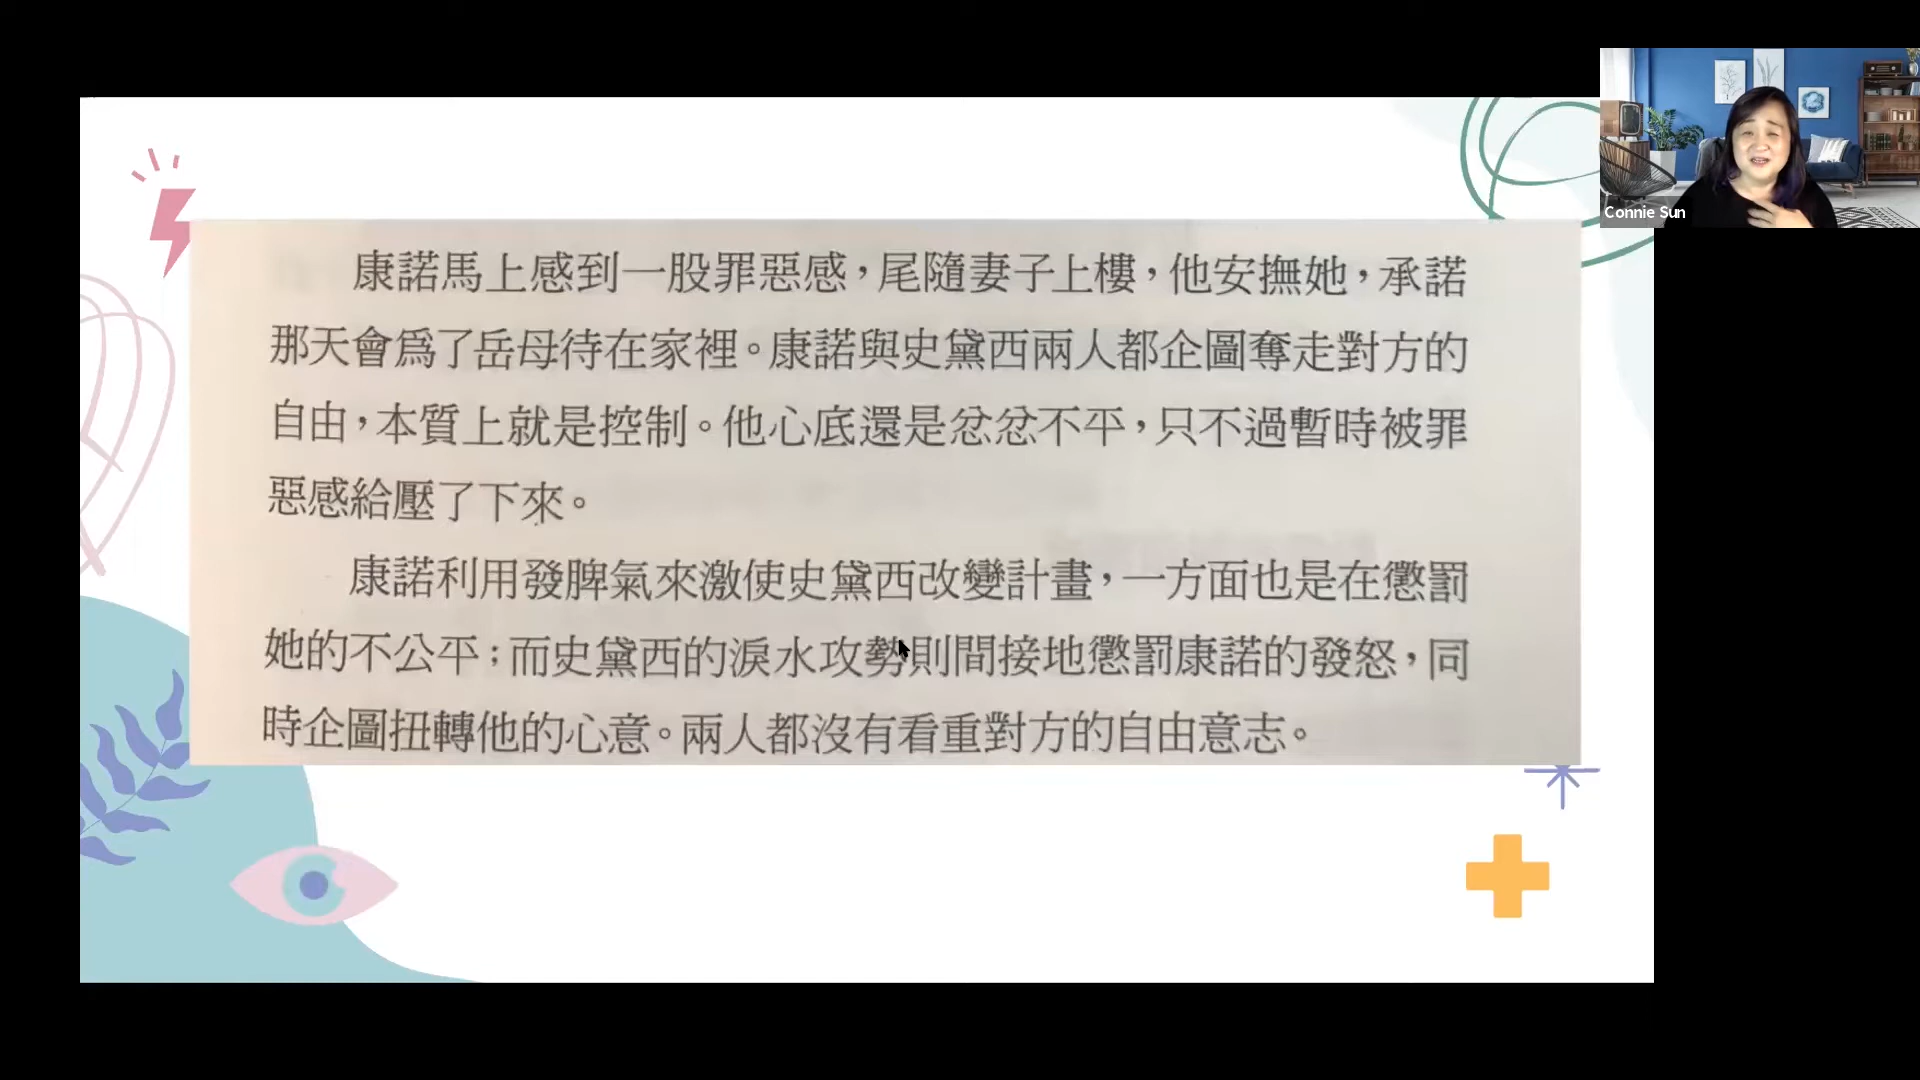 康諾馬上感到一股罪惡感，尾隨妻子上樓，他安撫她，承諾
那天會爲了岳母待在家裡。康諾與史黛西兩人都企圖奪走對方的
自由，本質上就是控制。他心底還是忿忿不平，只不過暫時被罪
惡感給壓了下來。
康諾利用發脾氣來激使史黛西改變計畫，一方面也是在懲罰
她的不公平；而史黛西的淚水攻勢則間接地懲罰康諾的發怒，同
時企圖扭轉他的心意。兩人都沒有看重對方的自由意志。
Connie Sun